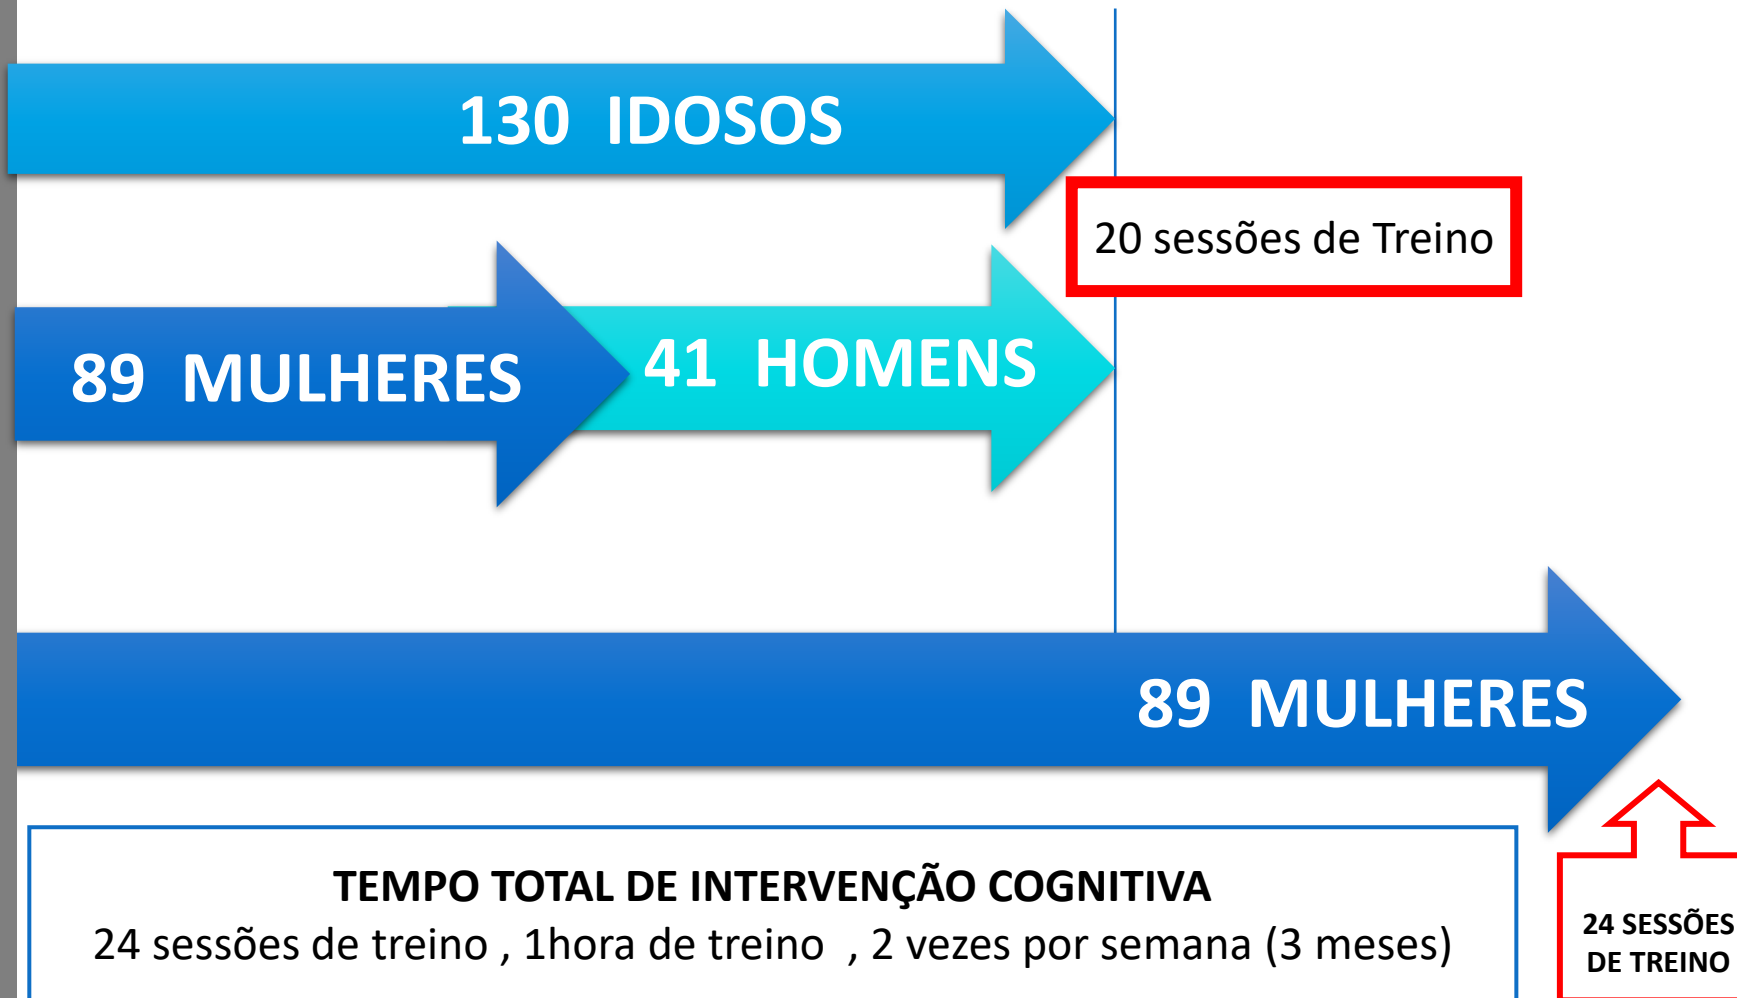 130 IDOSOS
20 sessões de Treino
89 MULHERES
41 HOMENS
89 MULHERES
TEMPO TOTAL DE INTERVENÇÃO COGNITIVA
24 sessões de treino , 1hora de treino , 2 vezes por semana (3 meses)
24 SESSÕES
DE TREINO